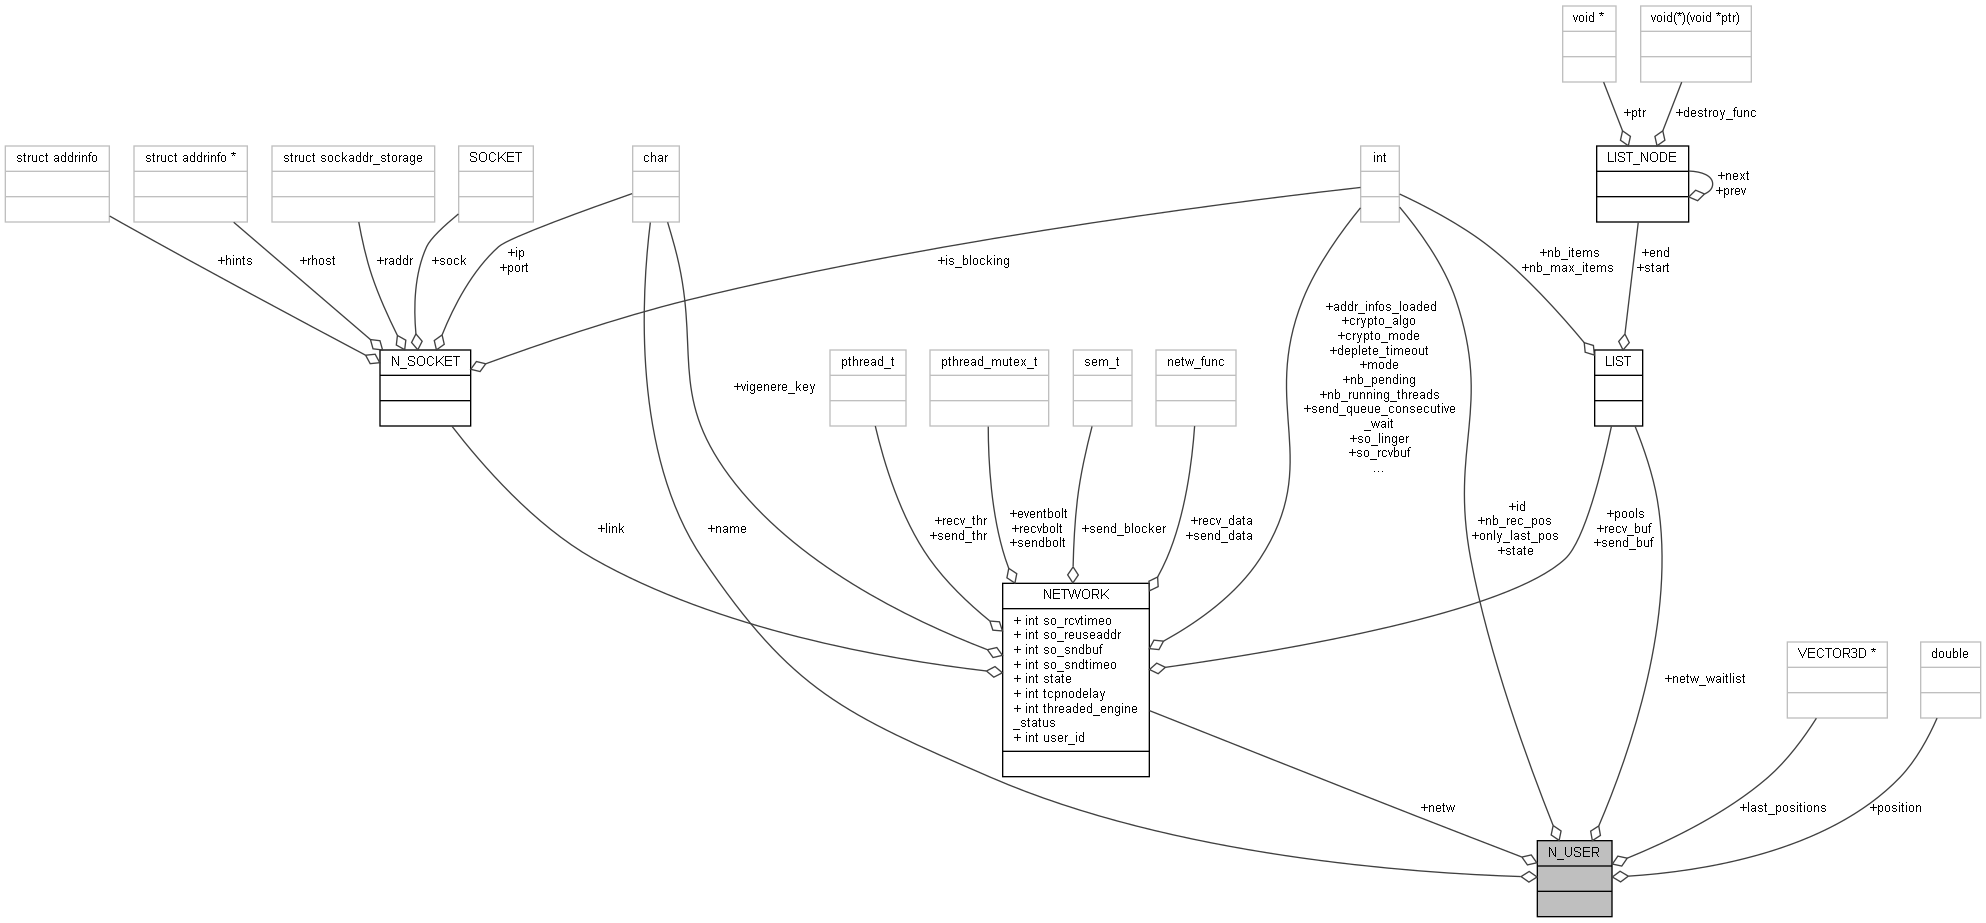 void *
void(*)(void *ptr)
+ptr
+destroy_func
struct addrinfo
struct addrinfo *
struct sockaddr_storage
SOCKET
char
int
LIST_NODE
+next
+prev
+hints
+rhost
+raddr
+sock
+ip
+port
+is_blocking
+nb_items
+nb_max_items
+end
+start
N_SOCKET
+vigenere_key
pthread_t
pthread_mutex_t
sem_t
netw_func
+addr_infos_loaded
+crypto_algo
+crypto_mode
+deplete_timeout
+mode
+nb_pending
+nb_running_threads
+send_queue_consecutive
_wait
+so_linger
+so_rcvbuf
...
LIST
+link
+name
+recv_thr
+send_thr
+eventbolt
+recvbolt
+sendbolt
+send_blocker
+recv_data
+send_data
+id
+nb_rec_pos
+only_last_pos
+state
+pools
+recv_buf
+send_buf
NETWORK
+ int so_rcvtimeo
+ int so_reuseaddr
+ int so_sndbuf
+ int so_sndtimeo
+ int state
+ int tcpnodelay
+ int threaded_engine
_status
+ int user_id
+netw_waitlist
VECTOR3D *
double
+netw
+last_positions
+position
N_USER